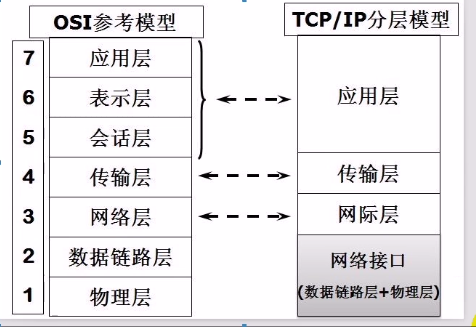 OSI参考模型
TCP/IP分层模型
7
应用层
6
表示层
5
会话层
4
传输层
3
网络层
2
数据链路层
1
物理层
应用层
传输层
网际层
网络接口
(数据链路层+物理层)